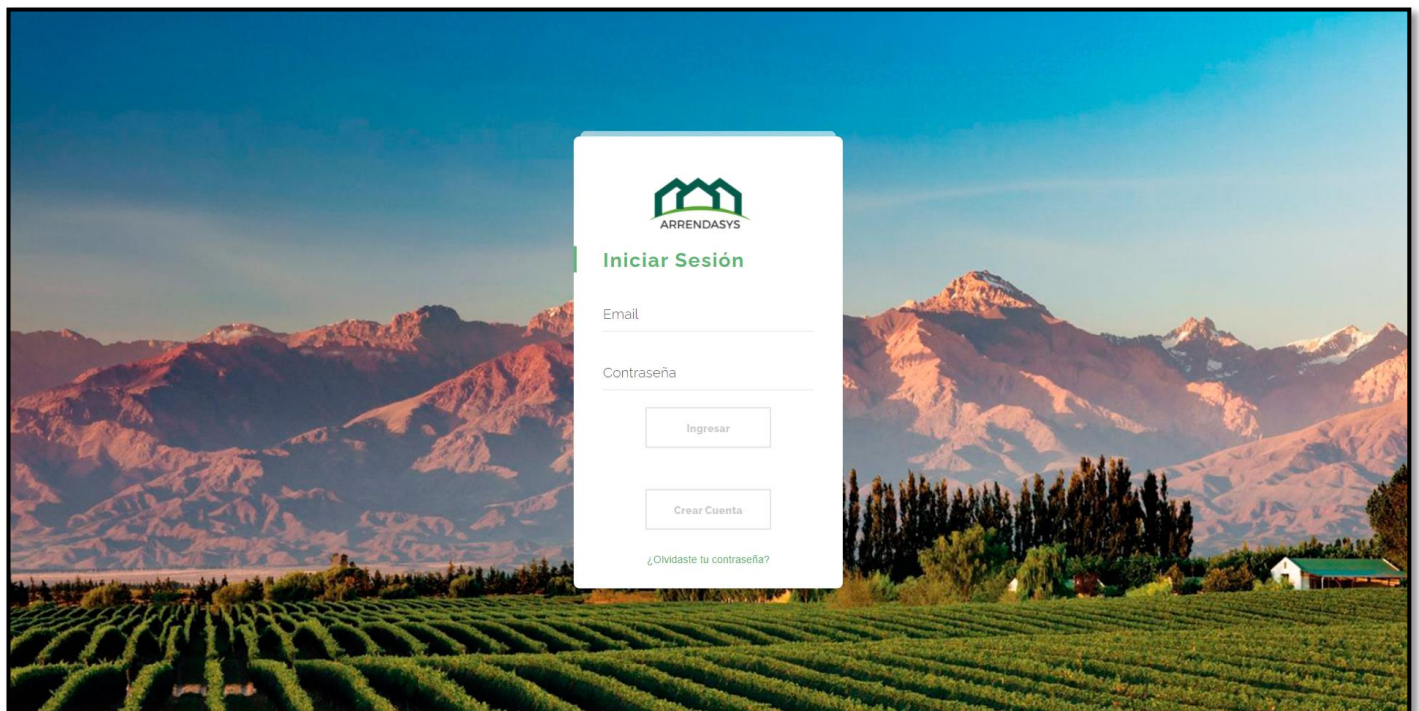 ARRENDASYS
Iniciar Sesión
Email
Contraseña
Ingresar
Crear Cuenta
¿Olvidaste tu contraseña?